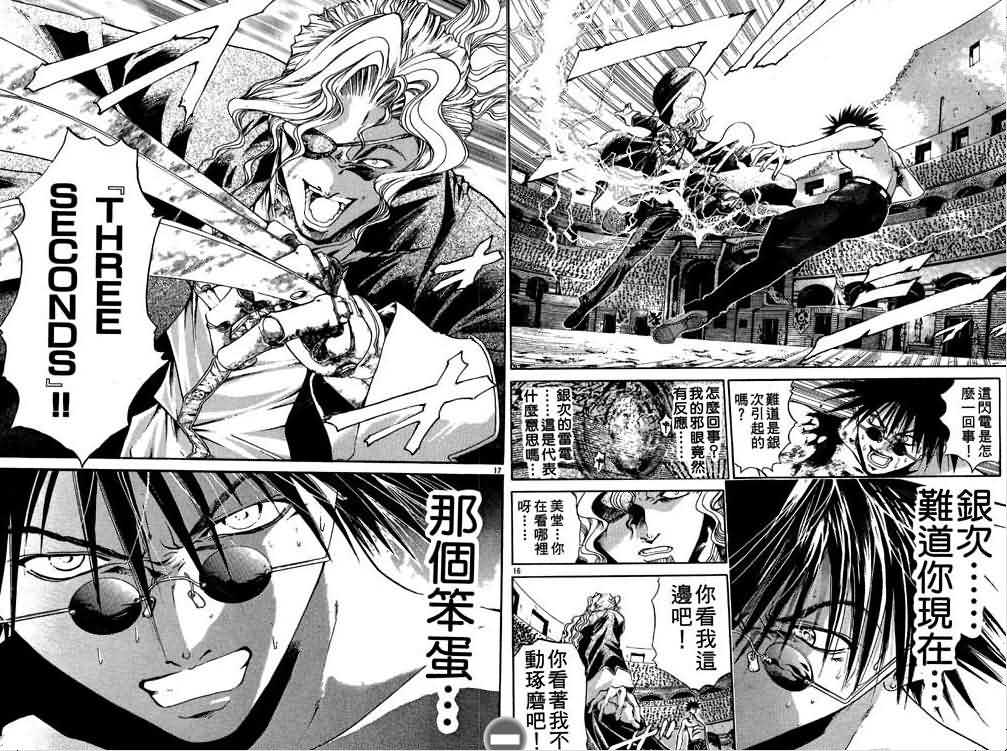 這閃電是怎
麼一回事！
難道是銀
次引起的
嗎？
怎麼回事？
我的邪眼竟然
有反應……
銀次的雷電
……這是代表
什麼意思嗎…
銀次………
難道你現在…
美堂…你
在看哪裡
呀……
16
你看我這
邊吧！
你看著我不
動琢磨吧！
『THREE
SECONDS』!!
17
那個笨蛋…